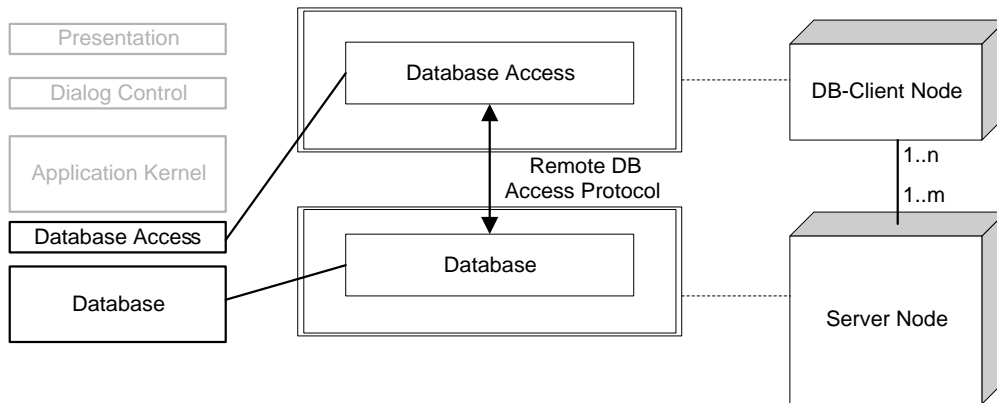 Presentation
Dialog Control
Application Kernel
Database Access
Database
Database Access
Remote DB
Access Protocol
Database
DB-Client Node
1..n
1..m
Server Node